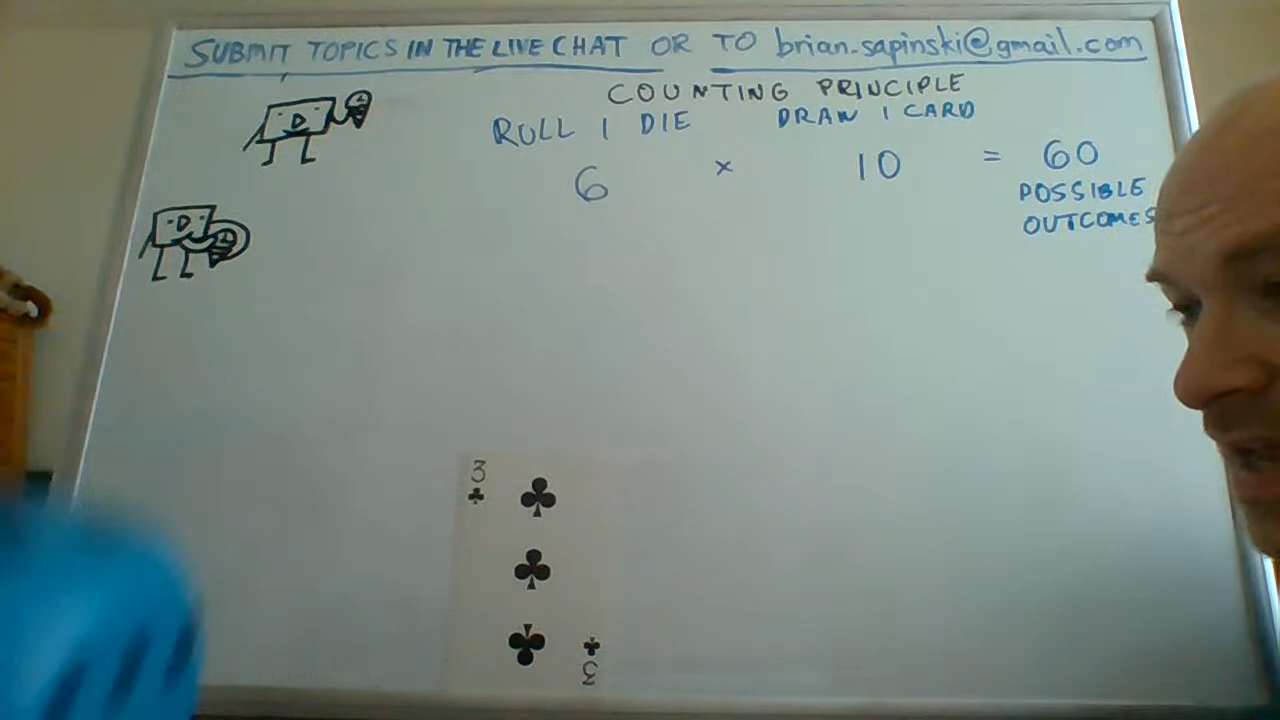 SUBMIT TOPICS IN THE LIVE CHAT OR TO brian.sapinski@gmail.com
COUNTING PRINCIPLE
ROLL 1 DIE DRAW 1 CARD
6 x 10 = 60
POSSIBLE
OUTCOMES
D
D
3
3